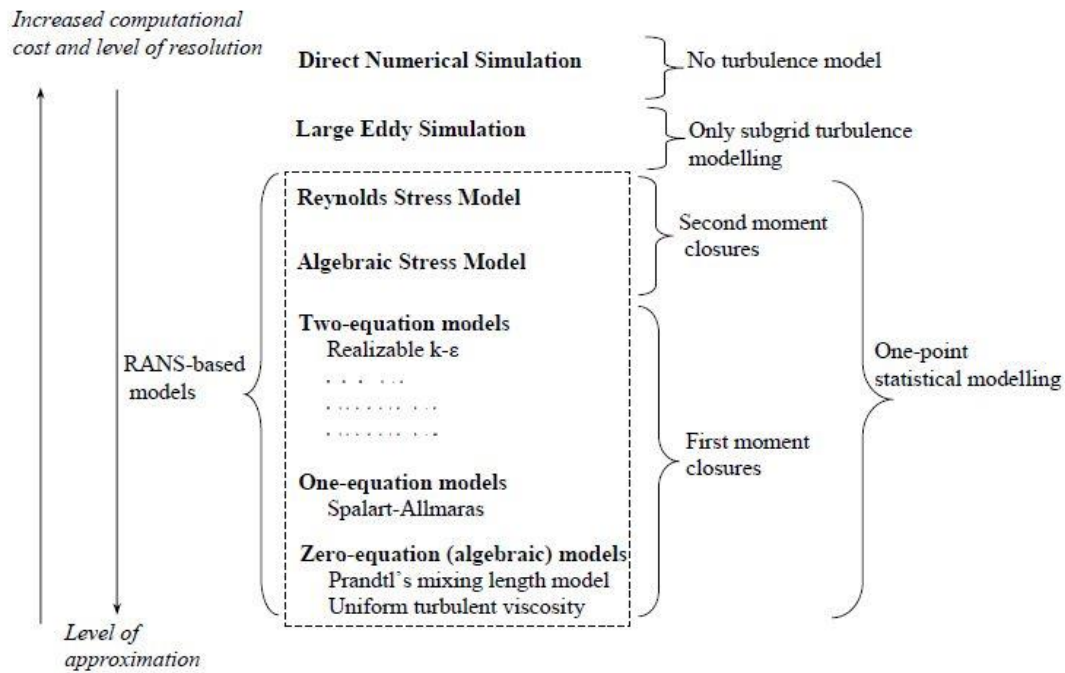 Increased computational
cost and level of resolution
Direct Numerical Simulation
No turbulence model
Large Eddy Simulation
Only subgrid turbulence
modelling
Reynolds Stress Model
Second moment
closures
Algebraic Stress Model
Two-equation models
Realizable k-ε
RANS-based
models
One-point
statistical modelling
First moment
closures
One-equation models
Spalart-Allmaras
Zero-equation (algebraic) models
Prandtl's mixing length model
Uniform turbulent viscosity
Level of
approximation